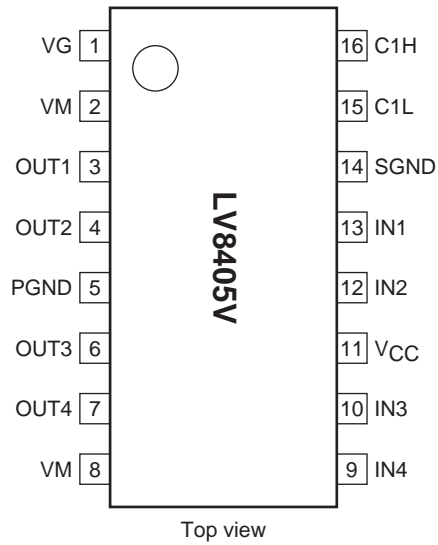 VG 1 16 C1H
VM 2 15 C1L
OUT1 3 14 SGND
OUT2 4 13 IN1
PGND 5 12 IN2
OUT3 6 11 VCC
OUT4 7 10 IN3
VM 8 9 IN4
LV8405V
Top view